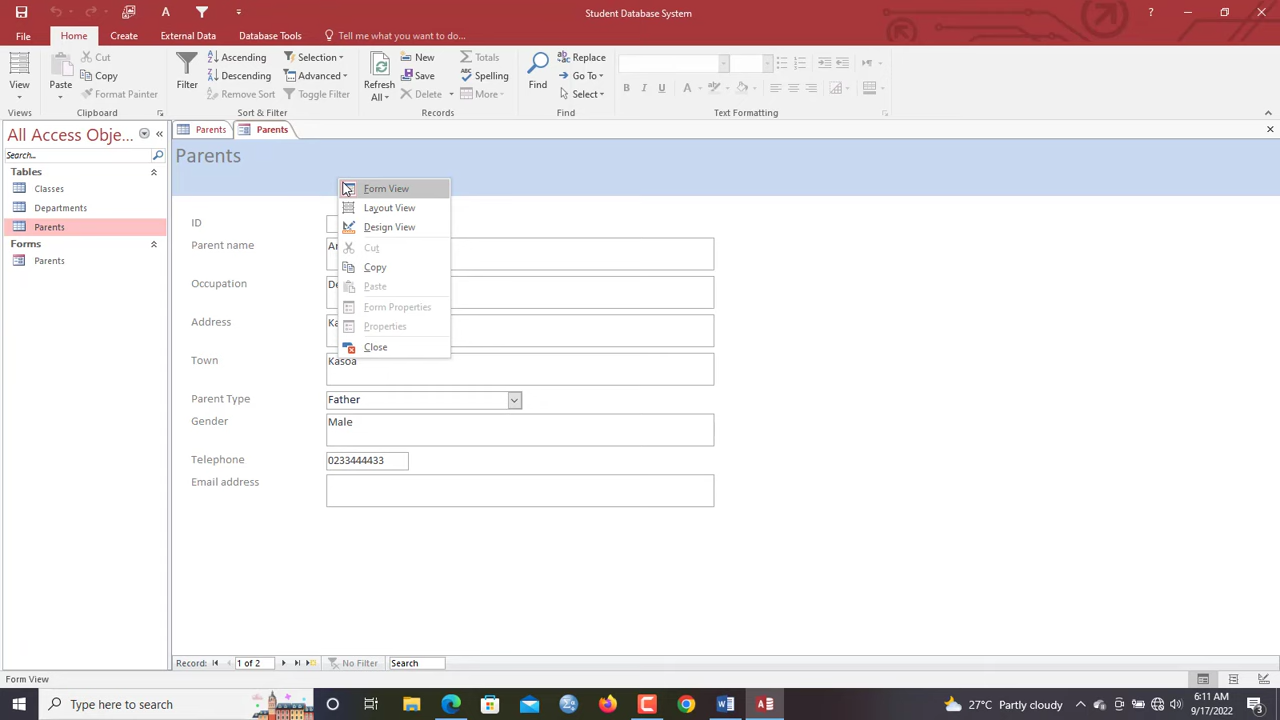 Student Database System
?
File
Home
Create
External Data
Database Tools
Tell me what you want to do...
View
Paste
Cut
Copy
Format Painter
Filter
Ascending
Descending
Remove Sort
Selection
Advanced
Toggle Filter
Refresh
All
New
Save
Delete
Totals
Spelling
More
Find
Replace
Go To
Select
B I U A
Views
Clipboard
Sort & Filter
Records
Find
Text Formatting
All Access Obje...
Search...
Tables
Classes
Departments
Parents
Forms
Parents
Parents
Parents
Parents
ID
Parent name
Occupation
Address
Town
Kasoa
Parent Type
Father
Gender
Male
Telephone
0233444433
Email address
Form View
Layout View
Design View
Cut
Copy
Paste
Form Properties
Properties
Close
Record:
1 of 2
No Filter
Search
Form View
Type here to search
27°C Partly cloudy
6:11 AM
9/17/2022
3